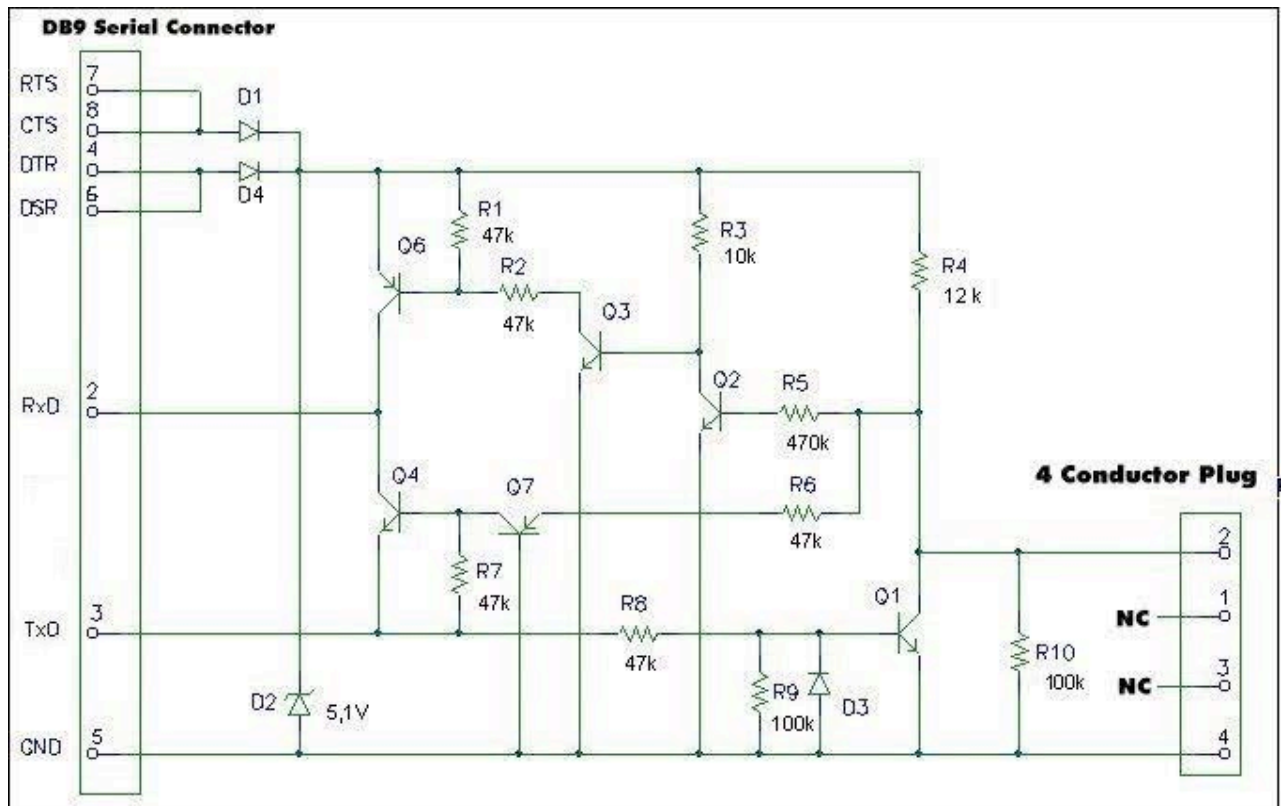 DB9 Serial Connector
RTS 7
CTS 8
DTR 4
DSR 6
D1
D4
R1
47k
R2
47k
R3
10k
R4
12 k
Q6
Q3
Q2
R5
470k
RxD 2
4 Conductor Plug
Q4
Q7
R6
47k
R7
47k
2
TxD 3
R8
47k
Q1
NC 1
R9
100k
D3
R10
100k
NC 3
D2
5,1V
GND 5
4